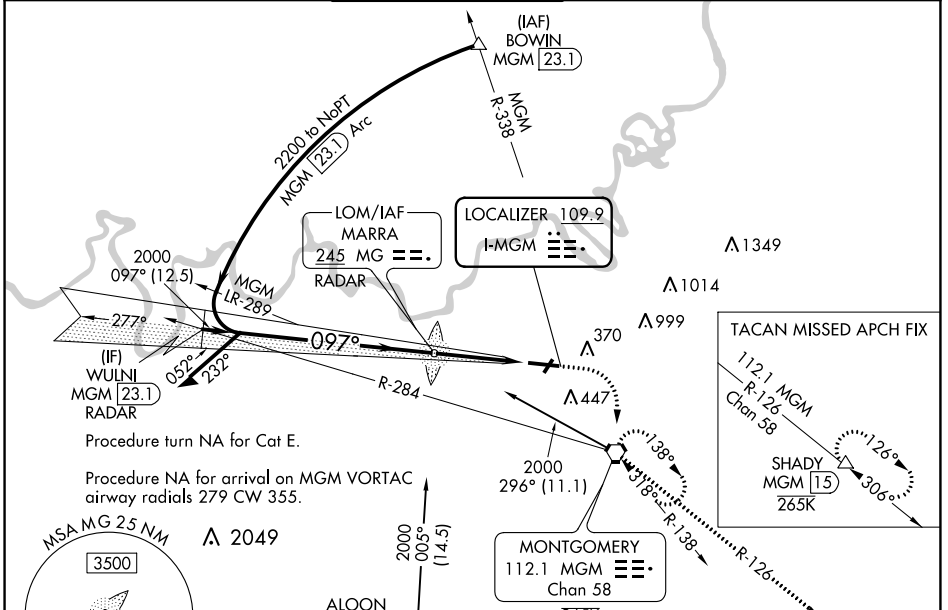 (IAF)
BOWIN
MGM 23.1
MGM
R-338
2200 to NoPT
MGM 23.1 Arc
LOM/IAF
MARRA
245 MG
RADAR
LOCALIZER 109.9
I-MGM
1349
1014
999
370
447
2000
097° (12.5)
MGM
LR-289
277°
097°
(IF)
WULNI
MGM 23.1
RADAR
052°
232°
R-284
TACAN MISSED APCH FIX
112.1 MGM
R-126
Chan 58
SHADY
MGM 15
265K
126°
306°
Procedure turn NA for Cat E.
Procedure NA for arrival on MGM VORTAC
airway radials 279 CW 355.
2000
296° (11.1)
138°
318°
R-138
R-126
MSA MG 25 NM
3500
2049
2000
005°
(14.5)
ALOON
MONTGOMERY
112.1 MGM
Chan 58